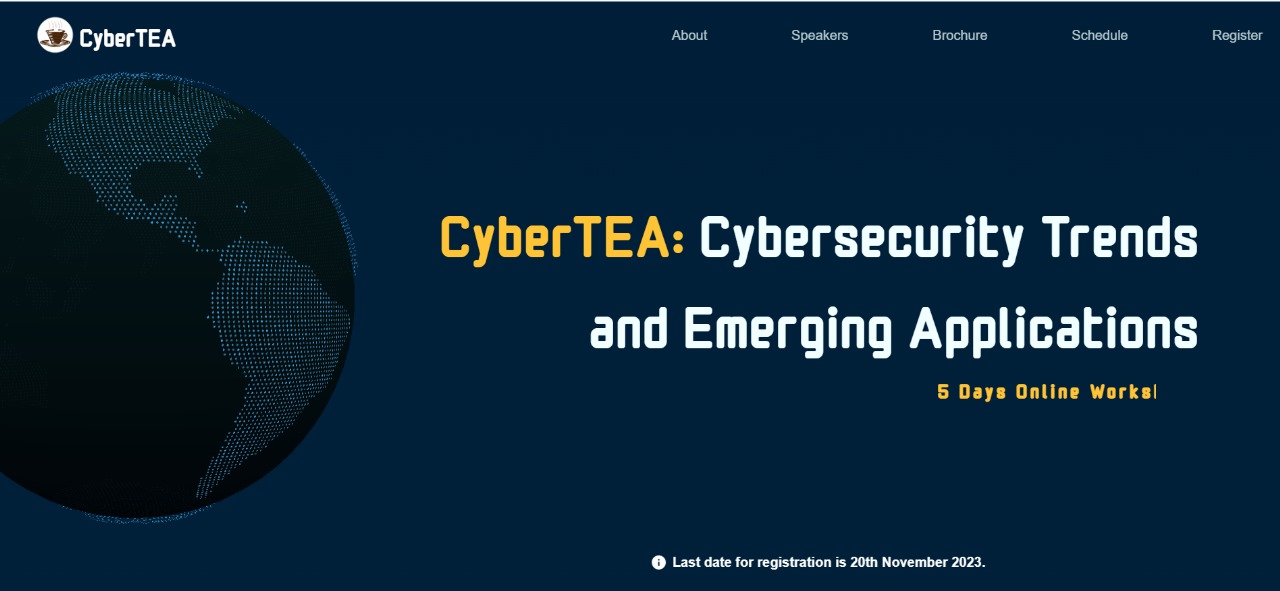 CyberTEA
About Speakers Brochure Schedule Register
CyberTEA: Cybersecurity Trends
and Emerging Applications
5 Days Online Works
Last date for registration is 20th November 2023.